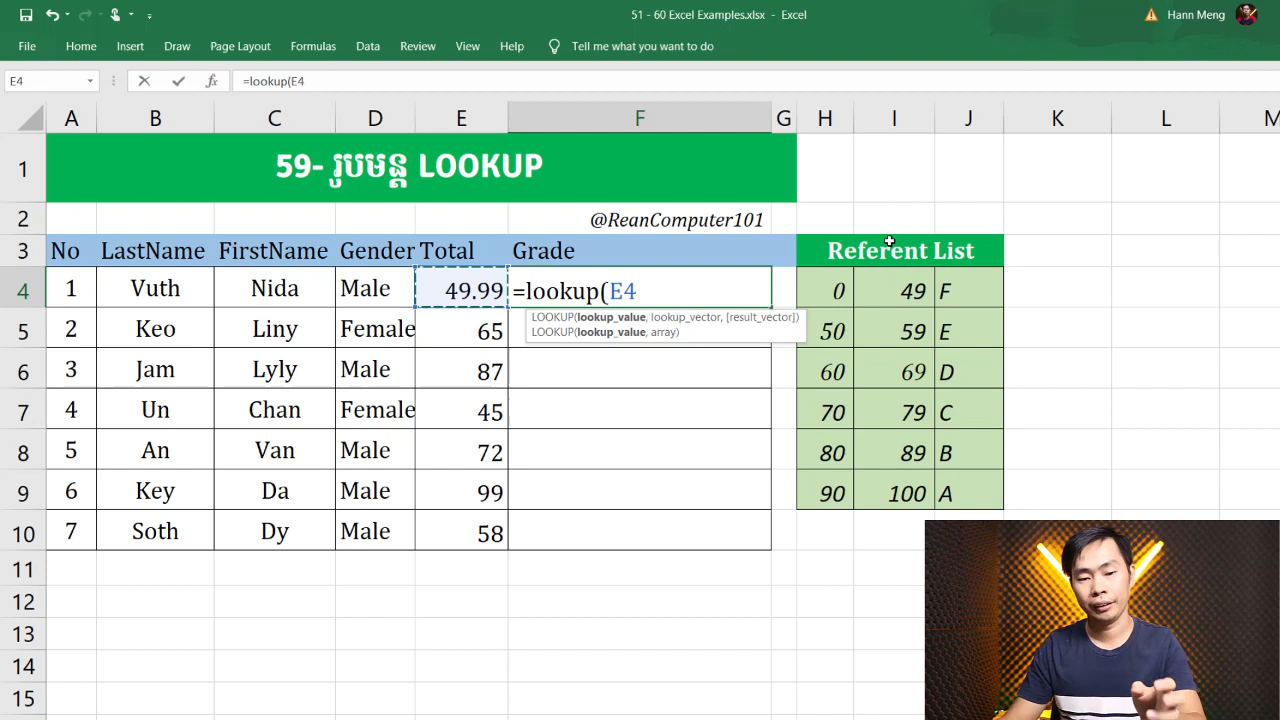 51 - 60 Excel Examples.xlsx - Excel
Hann Meng
File Home Insert Draw Page Layout Formulas Data Review View Help Tell me what you want to do
E4 fx =lookup(E4
A B C D E F G H I J K L M
1 59- រូបមន្ត LOOKUP
2 @ReanComputer101
3 No LastName FirstName Gender Total Grade Referent List
4 1 Vuth Nida Male 49.99 =lookup(E4 0 49 F
LOOKUP(lookup_value, lookup_vector, [result_vector])
LOOKUP(lookup_value, array)
5 2 Keo Liny Female 65 50 59 E
6 3 Jam Lyly Male 87 60 69 D
7 4 Un Chan Female 45 70 79 C
8 5 An Van Male 72 80 89 B
9 6 Key Da Male 99 90 100 A
10 7 Soth Dy Male 58
11
12
13
14
15